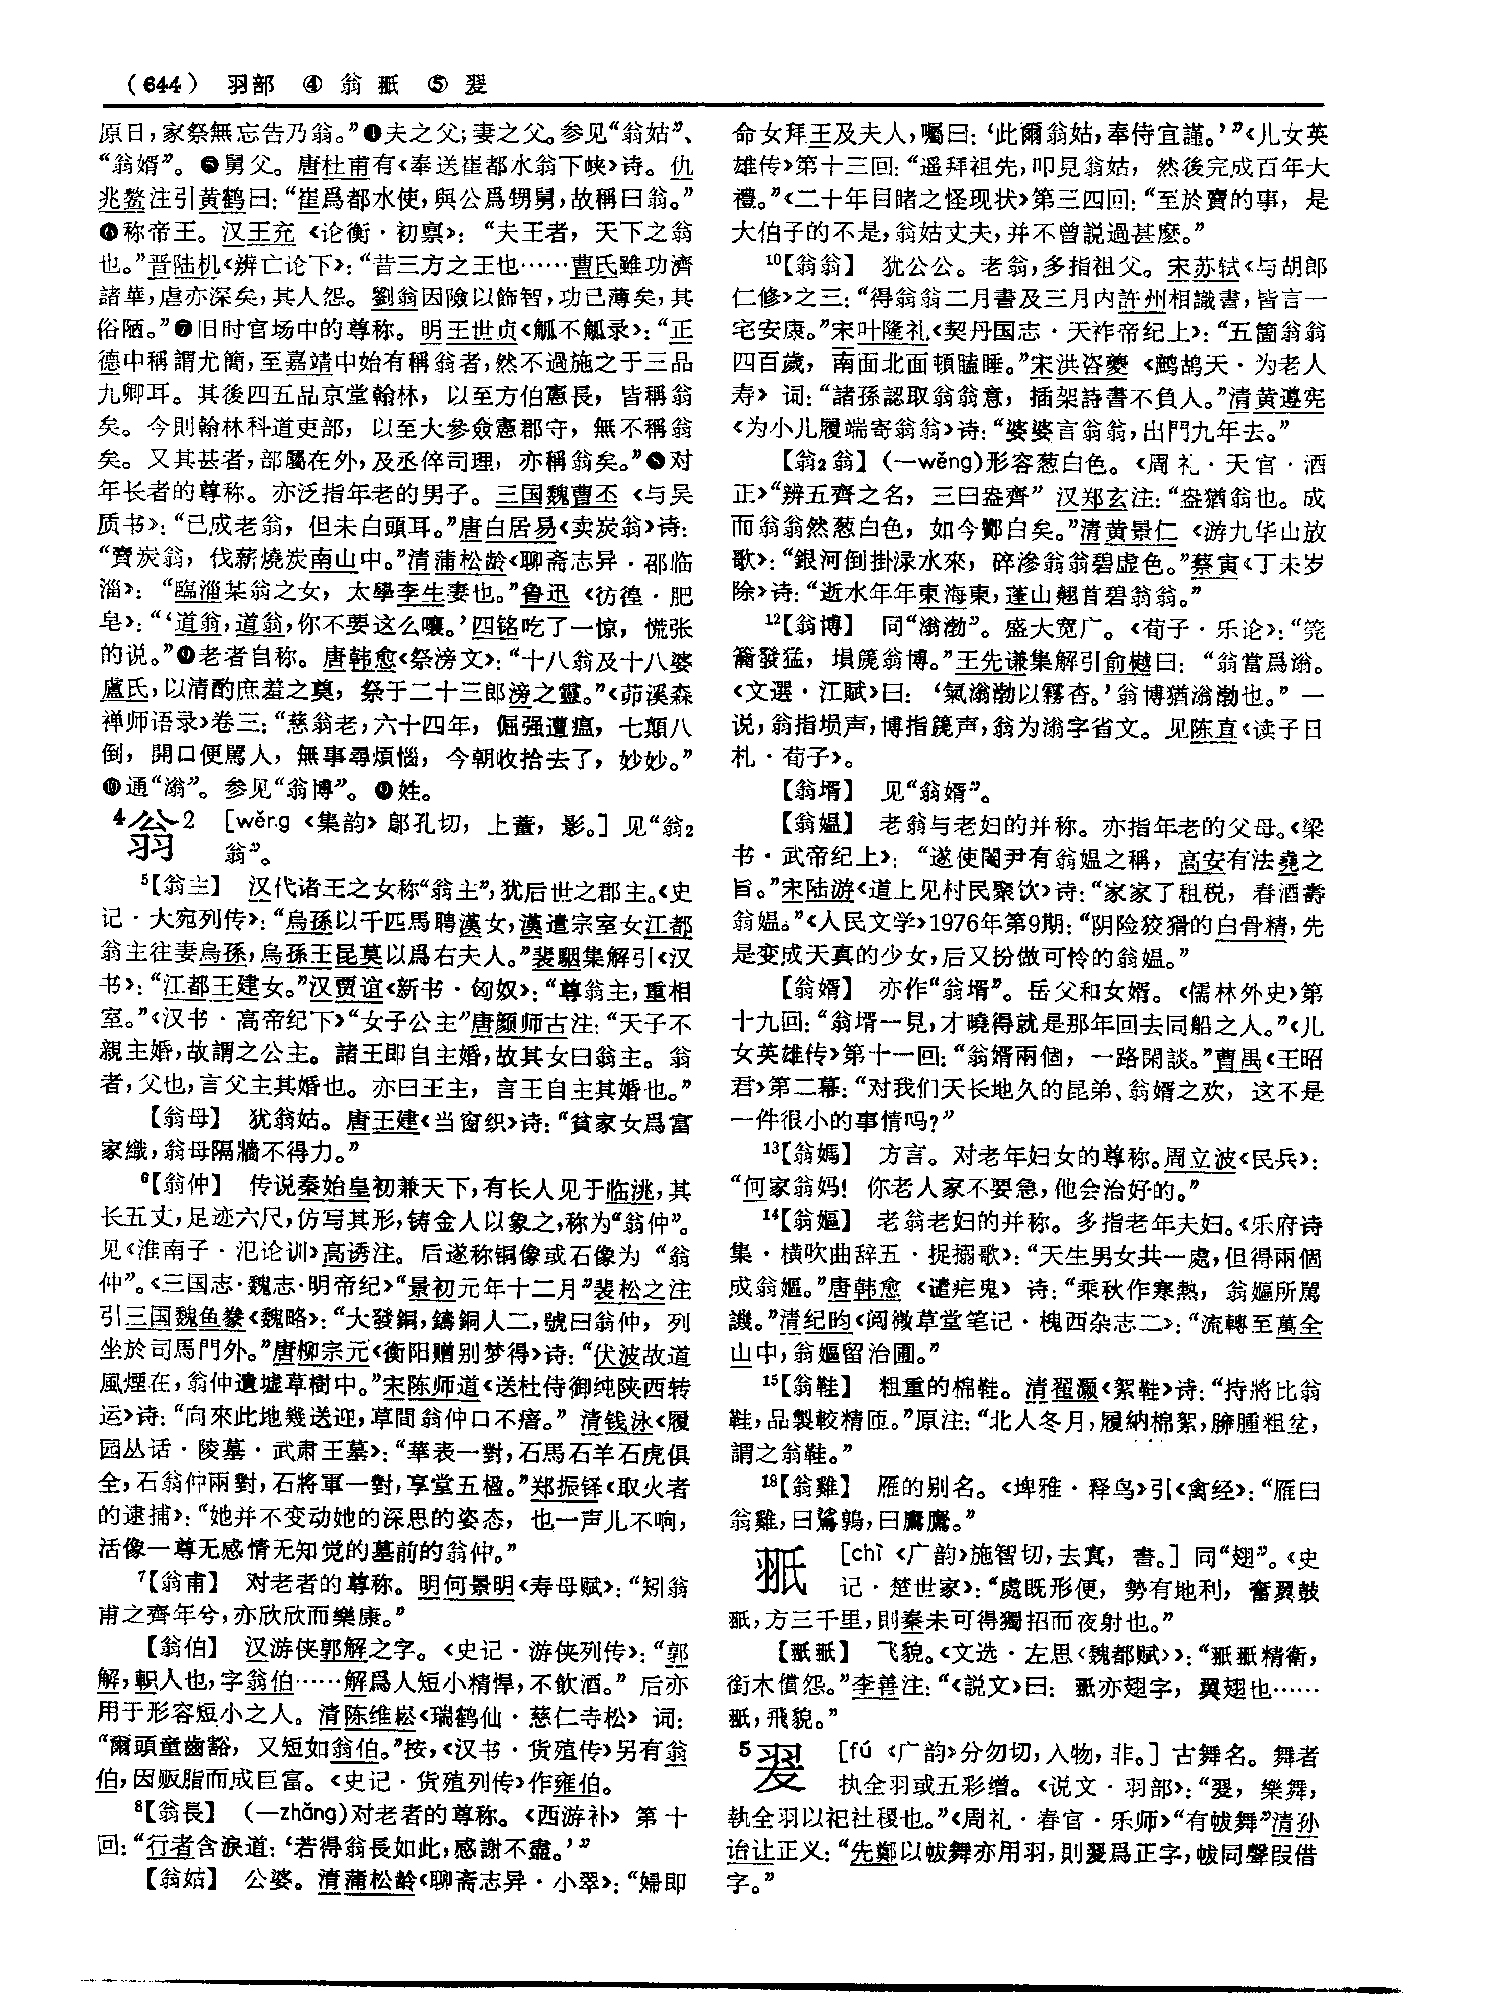 （644） 羽部 ④ 翁 翄 ⑤ 翇
原日，家祭無忘告乃翁。”❹夫之父；妻之父。参见“翁姑”、
“翁婿”。❺舅父。唐杜甫有《奉送崔都水翁下峡》诗。仇
兆鳌注引黄鹤曰：“崔爲都水使，與公爲甥舅，故稱曰翁。”
❻称帝王。汉王充《论衡·初禀》：“夫王者，天下之翁
也。”晋陆机《辨亡论下》：“昔三方之王也……曹氏雖功濟
諸華，虐亦深矣，其人怨。劉翁因險以飾智，功已薄矣，其
俗陋。”❼旧时官场中的尊称。明王世贞《觚不觚录》：“正
德中稱謂尤簡，至嘉靖中始有稱翁者，然不過施之于三品
九卿耳。其後四五品京堂翰林，以至方伯憲長，皆稱翁
矣。今則翰林科道吏部，以至大參僉憲郡守，無不稱翁
矣。又其甚者，部屬在外，及丞倅司理，亦稱翁矣。”❽对
年长者的尊称。亦泛指年老的男子。三国魏曹丕《与吴
质书》：“已成老翁，但未白頭耳。”唐白居易《卖炭翁》诗：
“賣炭翁，伐薪燒炭南山中。”清蒲松龄《聊斋志异·邵临
淄》：“臨淄某翁之女，太學李生妻也。”鲁迅《彷徨·肥
皂》：“‘道翁，道翁，你不要这么嚷。’四铭吃了一惊，慌张
的说。”❾老者自称。唐韩愈《祭滂文》：“十八翁及十八婆
盧氏，以清酌庶羞之奠，祭于二十三郎滂之靈。”《茆溪森
禅师语录》卷三：“慈翁老，六十四年，倔强遭瘟，七顛八
倒，開口便罵人，無事尋煩惱，今朝收拾去了，妙妙。”
❿通“滃”。参见“翁博”。⓫姓。
4翁2 ［wěng《集韵》鄔孔切，上董，影。］见“翁2
翁”。
5【翁主】 汉代诸王之女称“翁主”，犹后世之郡主。《史
记·大宛列传》：“烏孫以千匹馬聘漢女，漢遣宗室女江都
翁主往妻烏孫，烏孫王昆莫以爲右夫人。”裴駰集解引《汉
书》：“江都王建女。”汉贾谊《新书·匈奴》：“尊翁主，重相
室。”《汉书·高帝纪下》“女子公主”唐颜师古注：“天子不
親主婚，故謂之公主。諸王即自主婚，故其女曰翁主。翁
者，父也，言父主其婚也。亦曰王主，言王自主其婚也。”
【翁母】 犹翁姑。唐王建《当窗织》诗：“貧家女爲富
家織，翁母隔牆不得力。”
6【翁仲】 传说秦始皇初兼天下，有长人见于临洮，其
长五丈，足迹六尺，仿写其形，铸金人以象之，称为“翁仲”。
见《淮南子·氾论训》高诱注。后遂称铜像或石像为“翁
仲”。《三国志·魏志·明帝纪》“景初元年十二月”裴松之注
引三国魏鱼豢《魏略》：“大發銅，鑄銅人二，號曰翁仲，列
坐於司馬門外。”唐柳宗元《衡阳赠别梦得》诗：“伏波故道
風煙在，翁仲遺墟草樹中。”宋陈师道《送杜侍御纯陕西转
运》诗：“向來此地幾送迎，草間翁仲口不瘖。”清钱泳《履
园丛话·陵墓·武肃王墓》：“華表一對，石馬石羊石虎俱
全，石翁仲兩對，石將軍一對，享堂五楹。”郑振铎《取火者
的逮捕》：“她并不变动她的深思的姿态，也一声儿不响，
活像一尊无感情无知觉的墓前的翁仲。”
7【翁甫】 对老者的尊称。明何景明《寿母赋》：“矧翁
甫之齊年兮，亦欣欣而樂康。”
【翁伯】 汉游侠郭解之字。《史记·游侠列传》：“郭
解，軹人也，字翁伯……解爲人短小精悍，不飲酒。”后亦
用于形容短小之人。清陈维崧《瑞鹤仙·慈仁寺松》词：
“爾頭童齒豁，又短如翁伯。”按，《汉书·货殖传》另有翁
伯，因贩脂而成巨富。《史记·货殖列传》作雍伯。
8【翁長】 （—zhǎng）对老者的尊称。《西游补》第十
回：“行者含淚道：‘若得翁長如此，感謝不盡。’”
【翁姑】 公婆。清蒲松龄《聊斋志异·小翠》：“婦即
命女拜王及夫人，囑曰：‘此爾翁姑，奉侍宜謹。’”《儿女英
雄传》第十三回：“遥拜祖先，叩見翁姑，然後完成百年大
禮。”《二十年目睹之怪现状》第三四回：“至於賣的事，是
大伯子的不是，翁姑丈夫，并不曾説過甚麽。”
10【翁翁】 犹公公。老翁，多指祖父。宋苏轼《与胡郎
仁修》之三：“得翁翁二月書及三月内許州相識書，皆言一
宅安康。”宋叶隆礼《契丹国志·天祚帝纪上》：“五箇翁翁
四百歲，南面北面頓瞌睡。”宋洪咨夔《鹧鸪天·为老人
寿》词：“諸孫認取翁翁意，插架詩書不負人。”清黄遵宪
《为小儿履端寄翁翁》诗：“婆婆言翁翁，出門九年去。”
【翁2翁】（—wěng）形容葱白色。《周礼·天官·酒
正》“辨五齊之名，三曰盎齊”汉郑玄注：“盎猶翁也。成
而翁翁然葱白色，如今酇白矣。”清黄景仁《游九华山放
歌》：“銀河倒掛渌水來，碎滲翁翁碧虚色。”蔡寅《丁未岁
除》诗：“逝水年年東海東，蓬山翹首碧翁翁。”
12【翁博】 同“滃渤”。盛大宽广。《荀子·乐论》：“筦
籥發猛，塤篪翁博。”王先谦集解引俞樾曰：“翁當爲滃。
《文選·江賦》曰：‘氣滃渤以霧杳。’翁博猶滃渤也。”一
说，翁指埙声，博指篪声，翁为滃字省文。见陈直《读子日
札·荀子》。
【翁壻】 见“翁婿”。
【翁媪】 老翁与老妇的并称。亦指年老的父母。《梁
书·武帝纪上》：“遂使閽尹有翁媪之稱，高安有法堯之
旨。”宋陆游《道上见村民聚饮》诗：“家家了租税，春酒壽
翁媪。”《人民文学》1976年第9期：“阴险狡猾的白骨精，先
是变成天真的少女，后又扮做可怜的翁媪。”
【翁婿】 亦作“翁壻”。岳父和女婿。《儒林外史》第
十九回：“翁壻一見，才曉得就是那年回去同船之人。”《儿
女英雄传》第十一回：“翁婿兩個，一路閑談。”曹禺《王昭
君》第二幕：“对我们天长地久的昆弟、翁婿之欢，这不是
一件很小的事情吗？”
13【翁媽】 方言。对老年妇女的尊称。周立波《民兵》：
“何家翁妈！你老人家不要急，他会治好的。”
14【翁嫗】 老翁老妇的并称。多指老年夫妇。《乐府诗
集·横吹曲辞五·捉搦歌》：“天生男女共一處，但得兩個
成翁嫗。”唐韩愈《谴疟鬼》诗：“乘秋作寒熱，翁嫗所罵
譏。”清纪昀《阅微草堂笔记·槐西杂志二》：“流轉至萬全
山中，翁嫗留治圃。”
15【翁鞋】 粗重的棉鞋。清翟灏《絮鞋》诗：“持將比翁
鞋，品製較精叵。”原注：“北人冬月，履納棉絮，臃腫粗坌，
謂之翁鞋。”
18【翁雞】 雁的别名。《埤雅·释鸟》引《禽经》：“雁曰
翁雞，曰鴐鶃，曰鷹鷹。”
翄 ［chì《广韵》施智切，去寘，書。］同“翅”。《史
记·楚世家》：“處既形便，勢有地利，奮翼鼓
翄，方三千里，則秦未可得獨招而夜射也。”
【翄翄】 飞貌。《文选·左思〈魏都赋〉》：“翄翄精衛，
銜木償怨。”李善注：“《説文》曰：翄亦翅字，翼翅也……
翄，飛貌。”
5翇 ［fú《广韵》分勿切，入物，非。］古舞名。舞者
执全羽或五彩缯。《说文·羽部》：“翇，樂舞，
執全羽以祀社稷也。”《周礼·春官·乐师》“有帗舞”清孙
诒让正义：“先鄭以帗舞亦用羽，則翇爲正字，帗同聲叚借
字。”